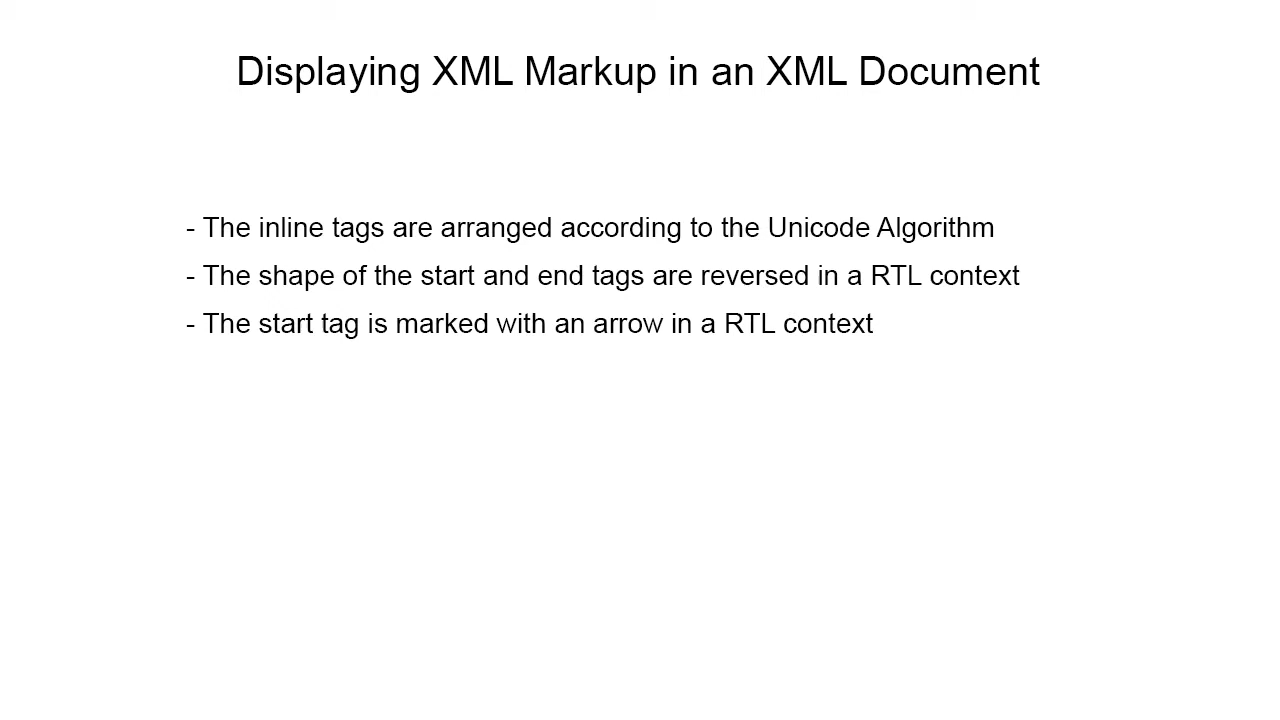 Displaying XML Markup in an XML Document
- The inline tags are arranged according to the Unicode Algorithm
- The shape of the start and end tags are reversed in a RTL context
- The start tag is marked with an arrow in a RTL context